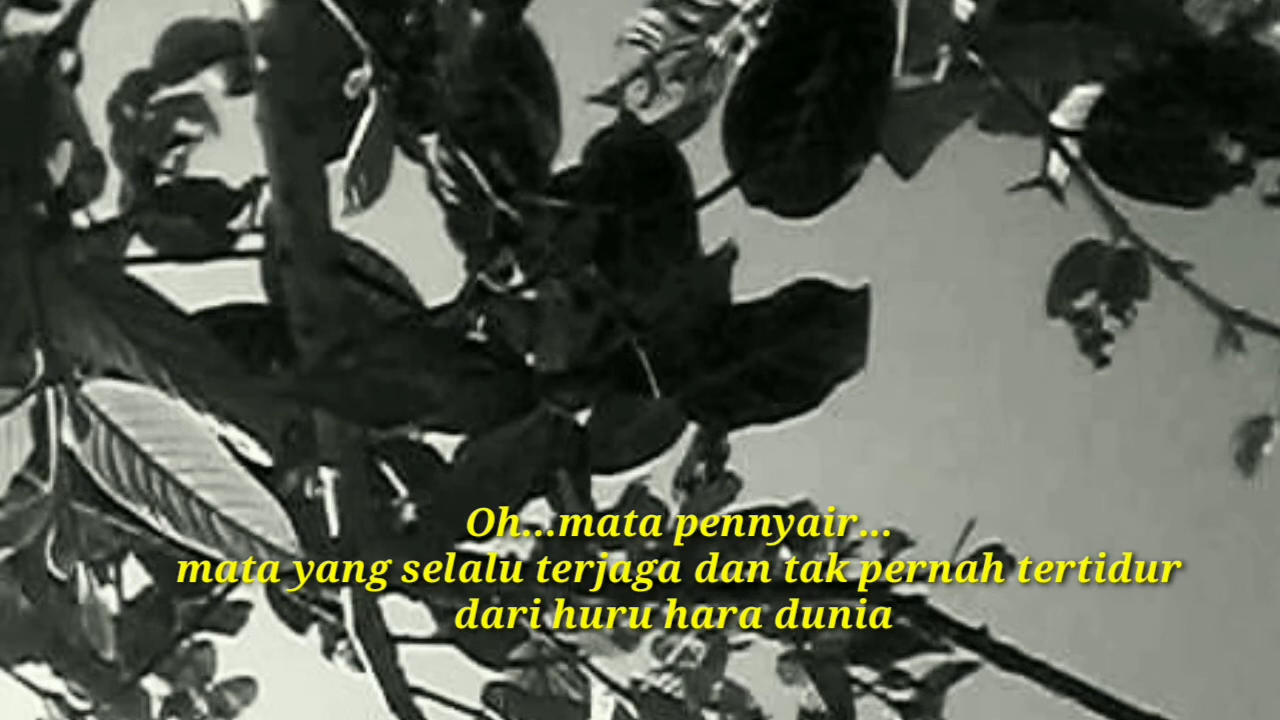 Oh...mata pennyair...
mata yang selalu terjaga dan tak pernah tertidur
dari huru hara dunia